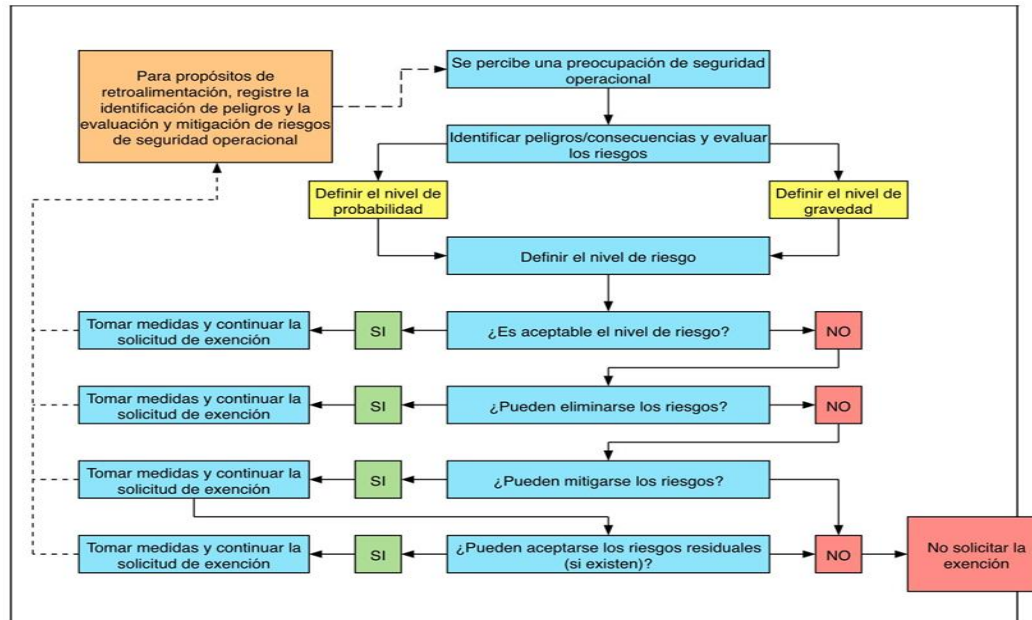 Para propósitos de
retroalimentación, registre la
identificación de peligros y la
evaluación y mitigación de riesgos
de seguridad operacional
Se percibe una preocupación de seguridad
operacional
Identificar peligros/consecuencias y evaluar
los riesgos
Definir el nivel de
probabilidad
Definir el nivel de
gravedad
Definir el nivel de riesgo
Tomar medidas y continuar la
solicitud de exención
SI
¿Es aceptable el nivel de riesgo?
NO
Tomar medidas y continuar la
solicitud de exención
SI
¿Pueden eliminarse los riesgos?
NO
Tomar medidas y continuar la
solicitud de exención
SI
¿Pueden mitigarse los riesgos?
Tomar medidas y continuar la
solicitud de exención
SI
¿Pueden aceptarse los riesgos residuales
(si existen)?
NO
No solicitar la
exención